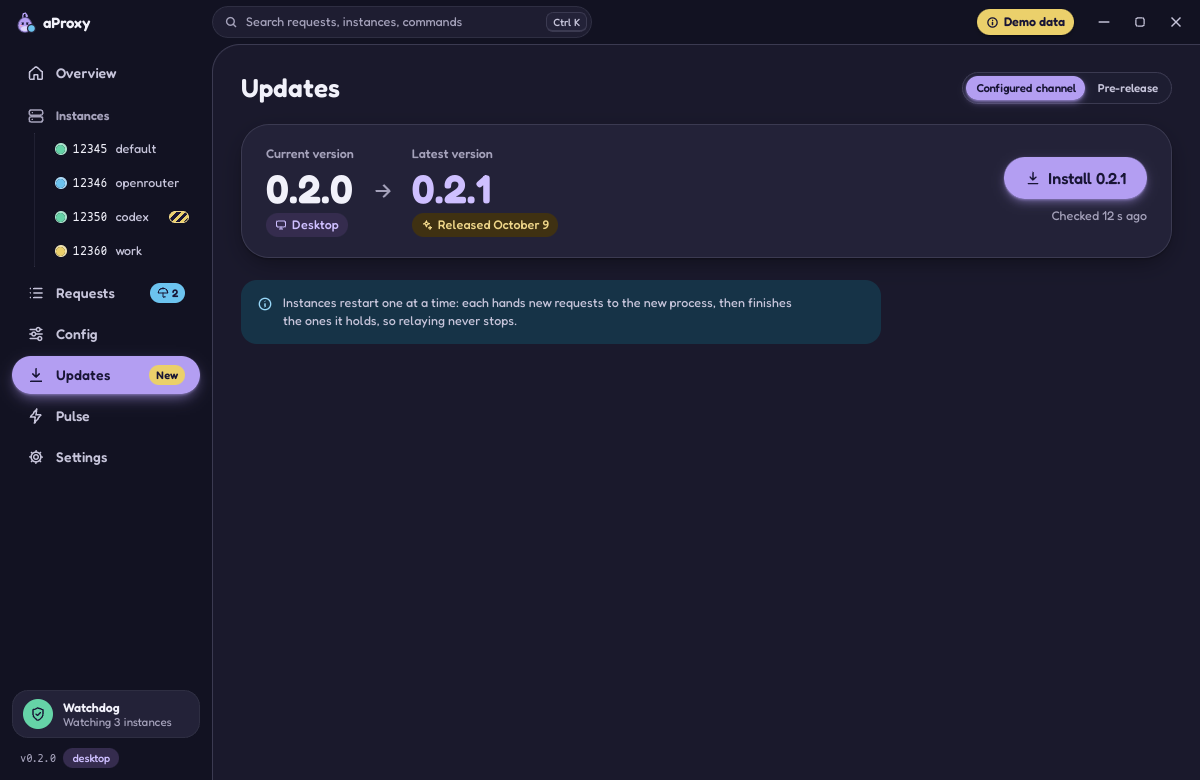 aProxy
Search requests, instances, commands
Ctrl K
Demo data
Overview
Instances
12345 default
12346 openrouter
12350 codex
12360 work
Requests
2
Config
Updates
New
Pulse
Settings
Watchdog
Watching 3 instances
v0.2.0 desktop
Updates
Configured channel
Pre-release
Current version
0.2.0
Desktop
Latest version
0.2.1
Released October 9
Install 0.2.1
Checked 12 s ago
Instances restart one at a time: each hands new requests to the new process, then finishes
the ones it holds, so relaying never stops.